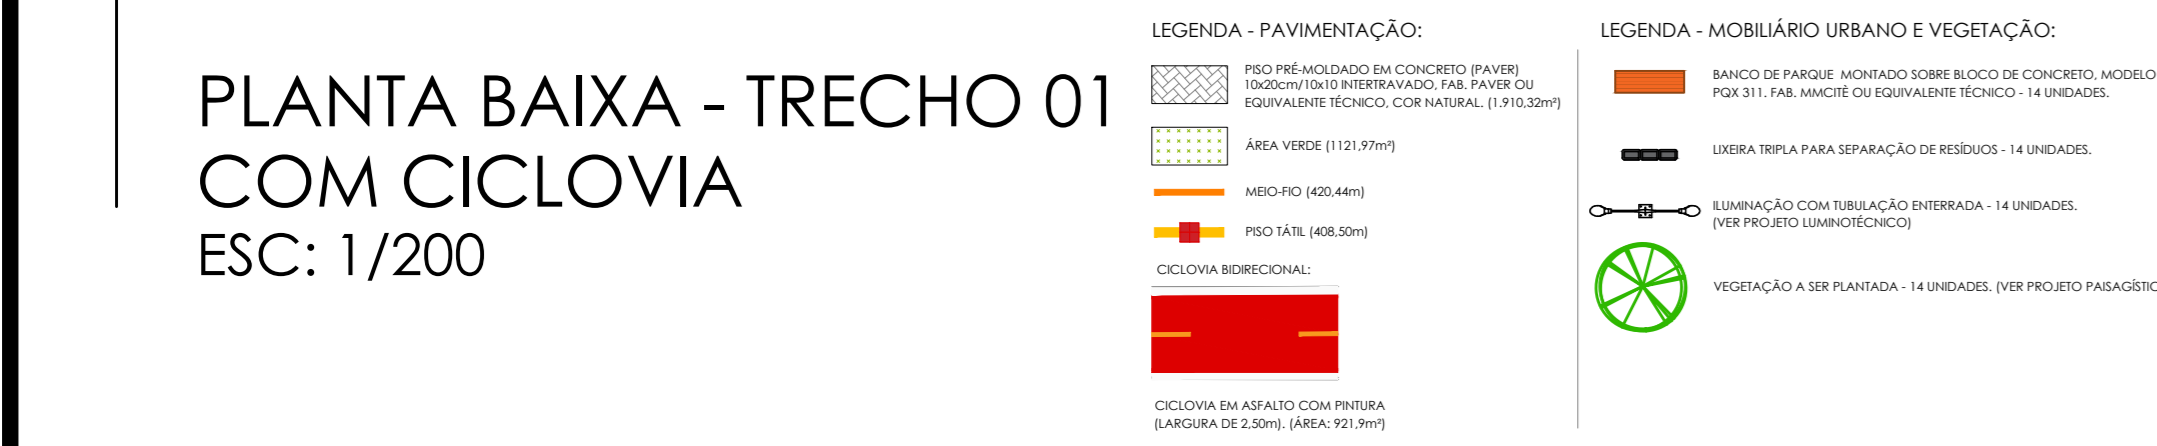 PLANTA BAIXA - TRECHO 01
COM CICLOVIA
ESC: 1/200
LEGENDA - PAVIMENTAÇÃO:
PISO PRÉ-MOLDADO EM CONCRETO (PAVER)
10x20cm/10x10 INTERTRAVADO, FAB. PAVER OU
EQUIVALENTE TÉCNICO, COR NATURAL. (1.910,32m²)
ÁREA VERDE (1121,97m²)
MEIO-FIO (420,44m)
PISO TÁTIL (408,50m)
CICLOVIA BIDIRECIONAL:
CICLOVIA EM ASFALTO COM PINTURA
(LARGURA DE 2,50m). (ÁREA: 921,9m²)
LEGENDA - MOBILIÁRIO URBANO E VEGETAÇÃO:
BANCO DE PARQUE MONTADO SOBRE BLOCO DE CONCRETO, MODELO
PQX 311. FAB. MMCITÈ OU EQUIVALENTE TÉCNICO - 14 UNIDADES.
LIXEIRA TRIPLA PARA SEPARAÇÃO DE RESÍDUOS - 14 UNIDADES.
ILUMINAÇÃO COM TUBULAÇÃO ENTERRADA - 14 UNIDADES.
(VER PROJETO LUMINOTÉCNICO)
VEGETAÇÃO A SER PLANTADA - 14 UNIDADES. (VER PROJETO